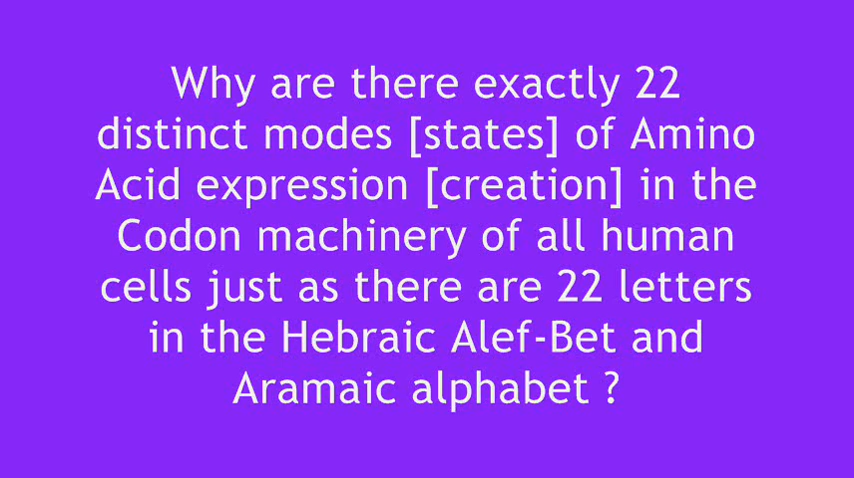 Why are there exactly 22
distinct modes [states] of Amino
Acid expression [creation] in the
Codon machinery of all human
cells just as there are 22 letters
in the Hebraic Alef-Bet and
Aramaic alphabet ?